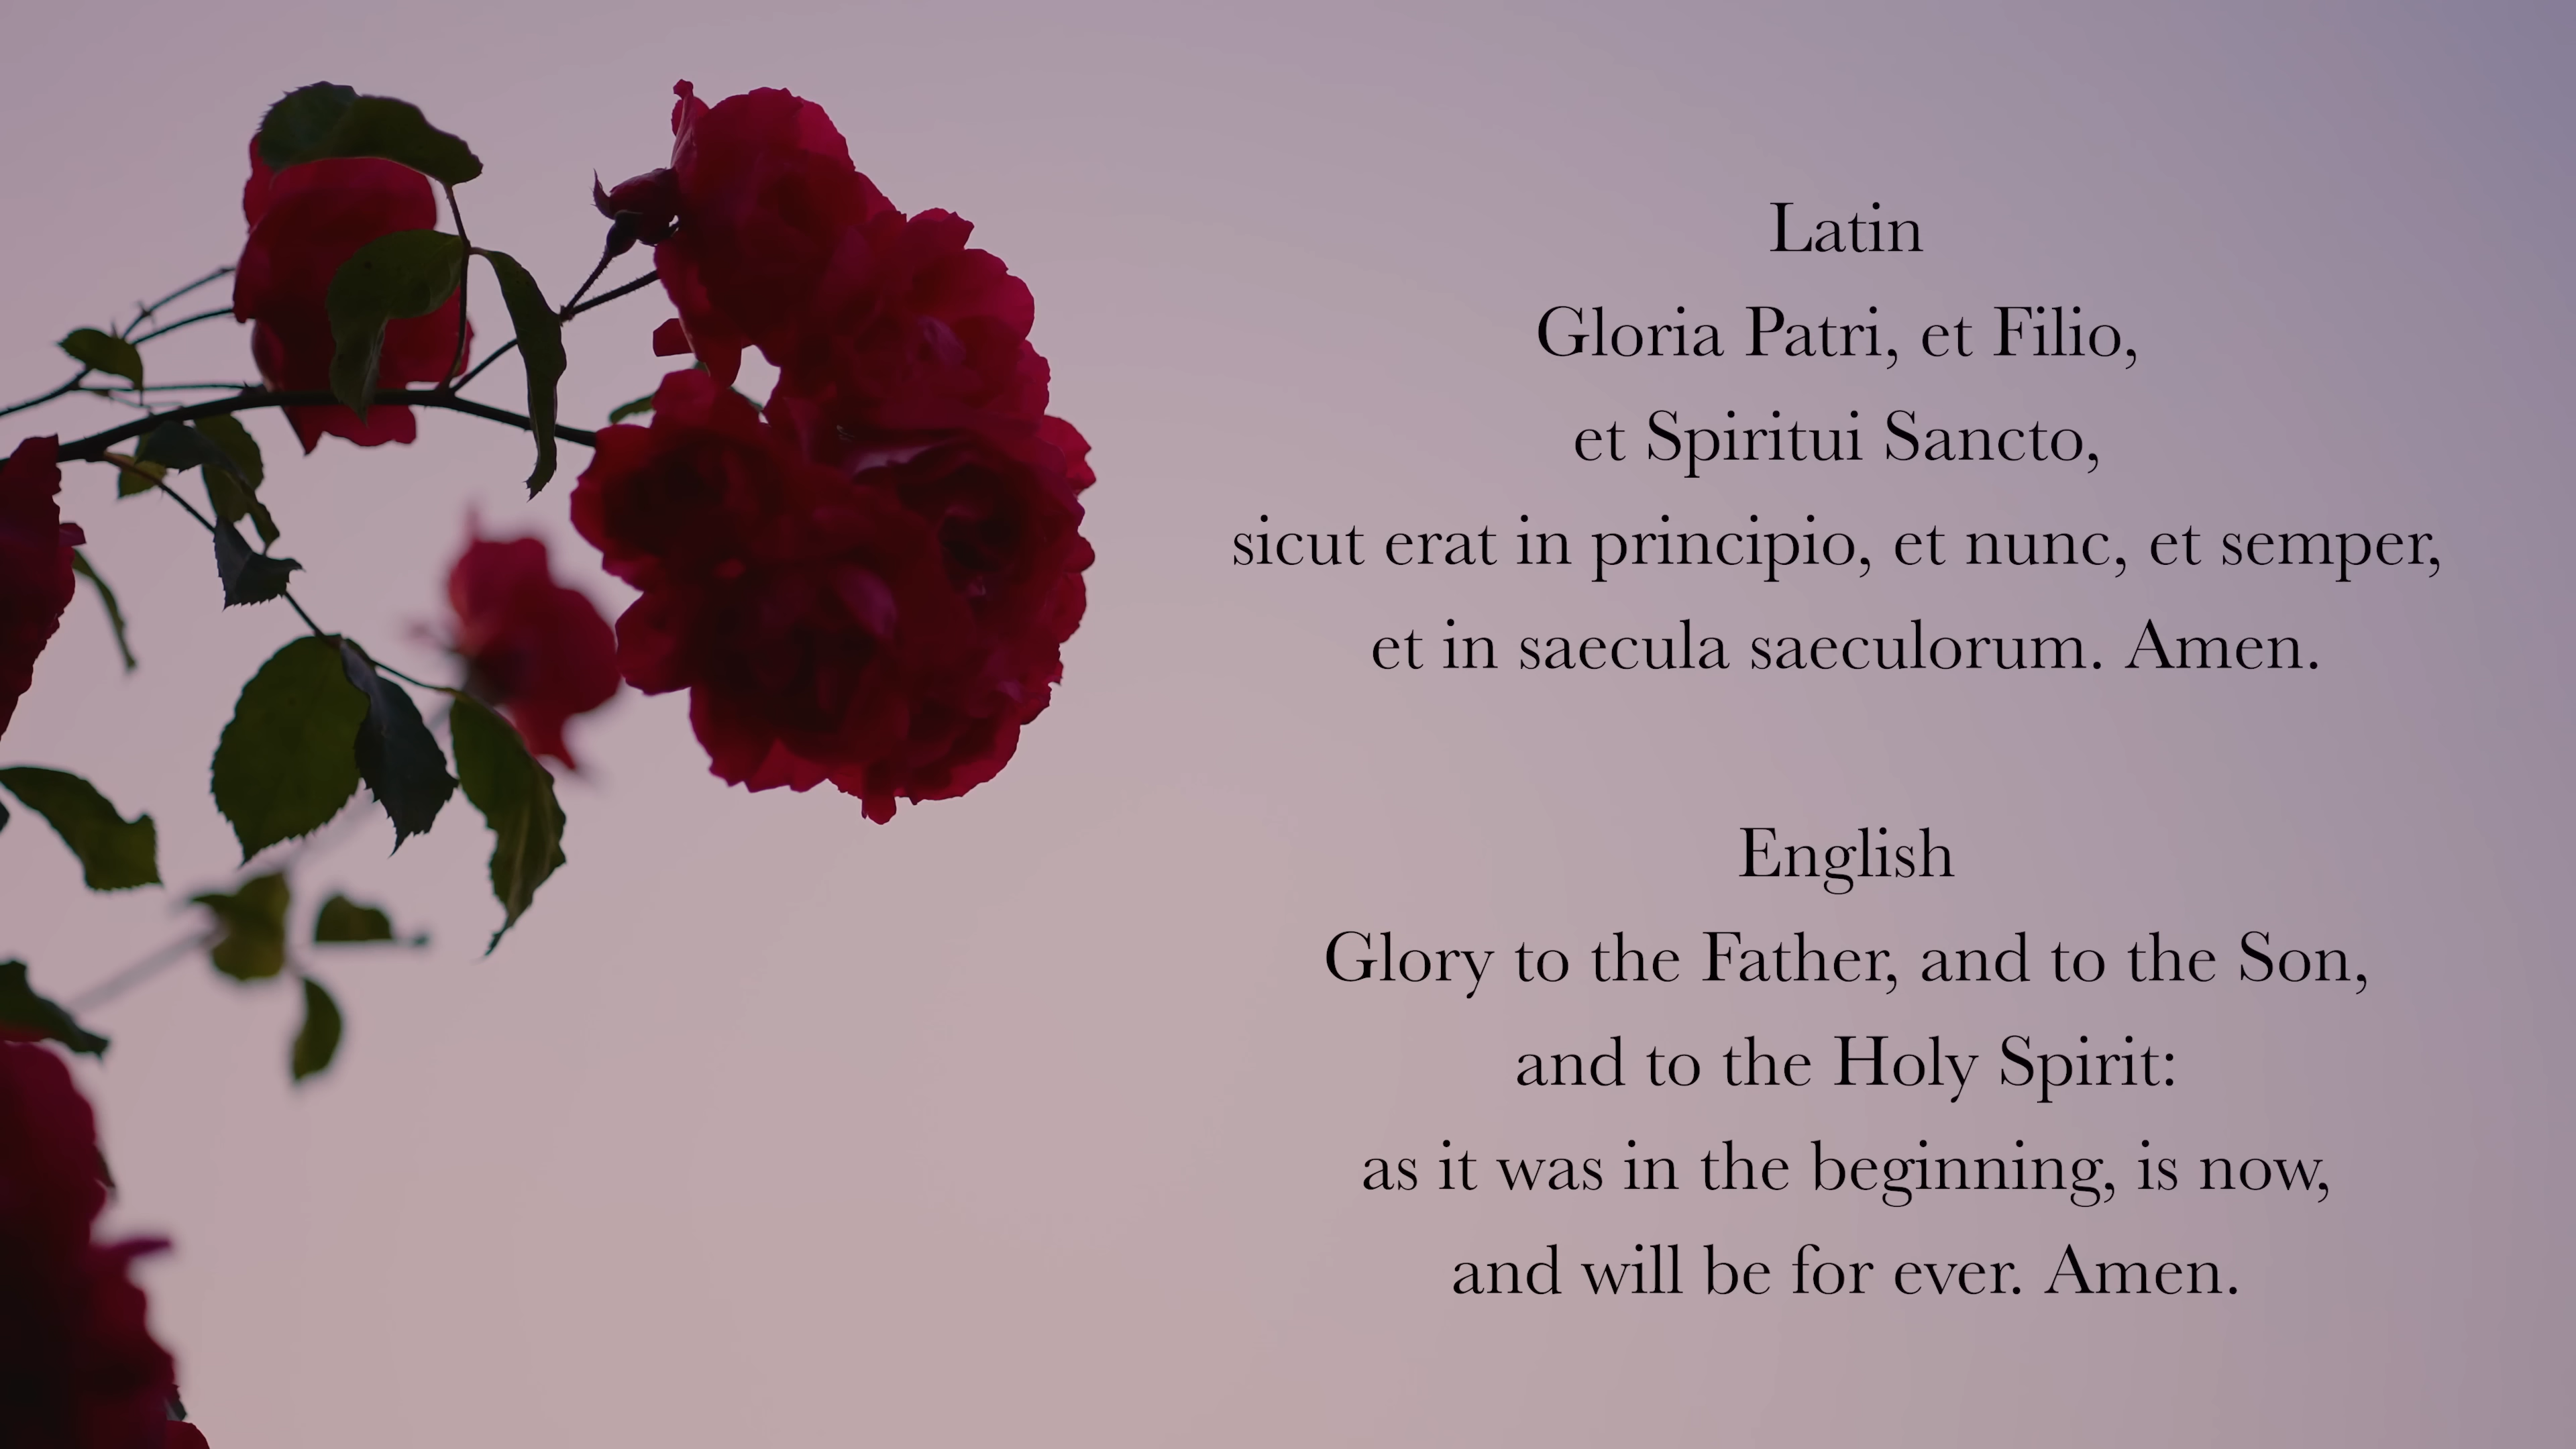 Latin
Gloria Patri, et Filio,
et Spiritui Sancto,
sicut erat in principio, et nunc, et semper,
et in saecula saeculorum. Amen.
English
Glory to the Father, and to the Son,
and to the Holy Spirit:
as it was in the beginning, is now,
and will be for ever. Amen.